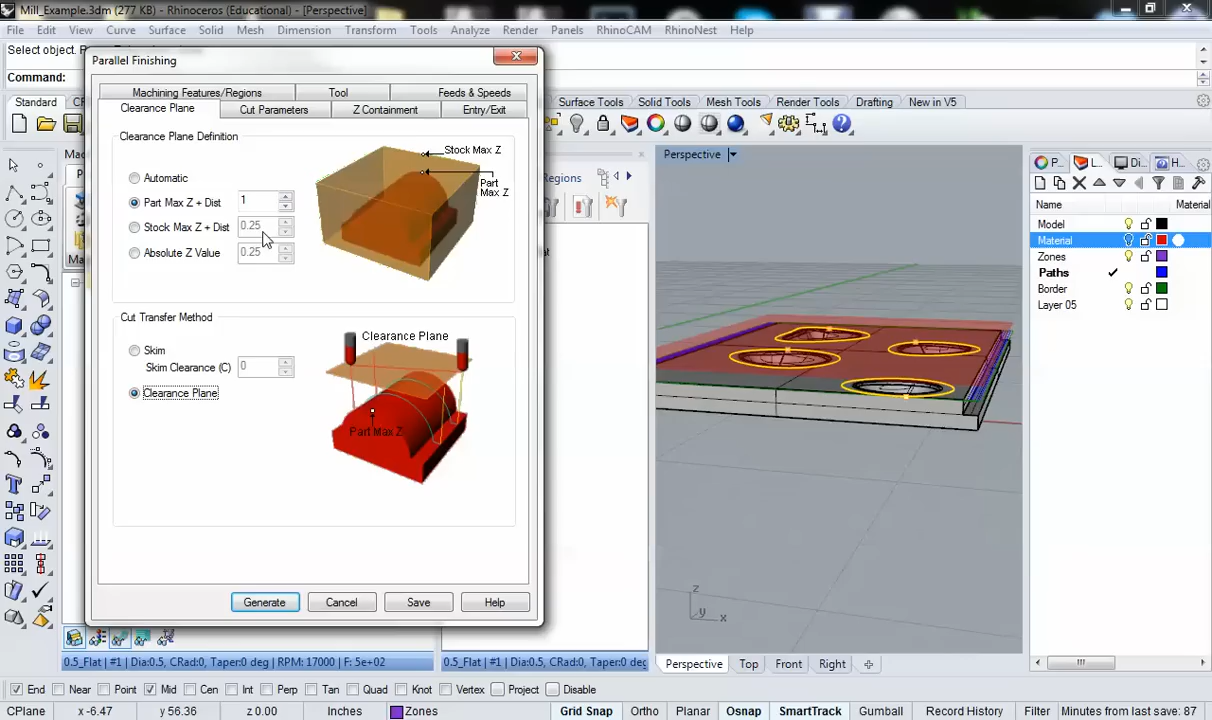 Mill_Example.3dm (277 KB) - Rhinoceros (Educational) - [Perspective]
File Edit View Curve Surface Solid Mesh Dimension Transform Tools Analyze Render Panels RhinoCAM RhinoNest Help
Select object.
Command:
Parallel Finishing
Standard
Surface Tools Solid Tools Mesh Tools Render Tools Drafting New in V5
Machining Features/Regions Tool Feeds & Speeds
Clearance Plane Cut Parameters Z Containment Entry/Exit
Clearance Plane Definition
Automatic
Part Max Z + Dist 1
Stock Max Z + Dist 0.25
Absolute Z Value 0.25
Stock Max Z
Part
Max Z
Cut Transfer Method
Skim
Skim Clearance (C) 0
Clearance Plane
Clearance Plane
Part Max Z
Generate Cancel Save Help
Perspective
Name Material
Model
Material
Zones
Paths
Border
Layer 05
z
y x
0.5_Flat | #1 | Dia:0.5, CRad:0, Taper:0 deg | RPM: 17000 | F: 5e+02
0.5_Flat | #1 | Dia:0.5, CRad:0, Taper:0 deg
Perspective Top Front Right
End Near Point Mid Cen Int Perp Tan Quad Knot Vertex Project Disable
CPlane x -6.47 y 56.36 z 0.00 Inches Zones Grid Snap Ortho Planar Osnap SmartTrack Gumball Record History Filter Minutes from last save: 87